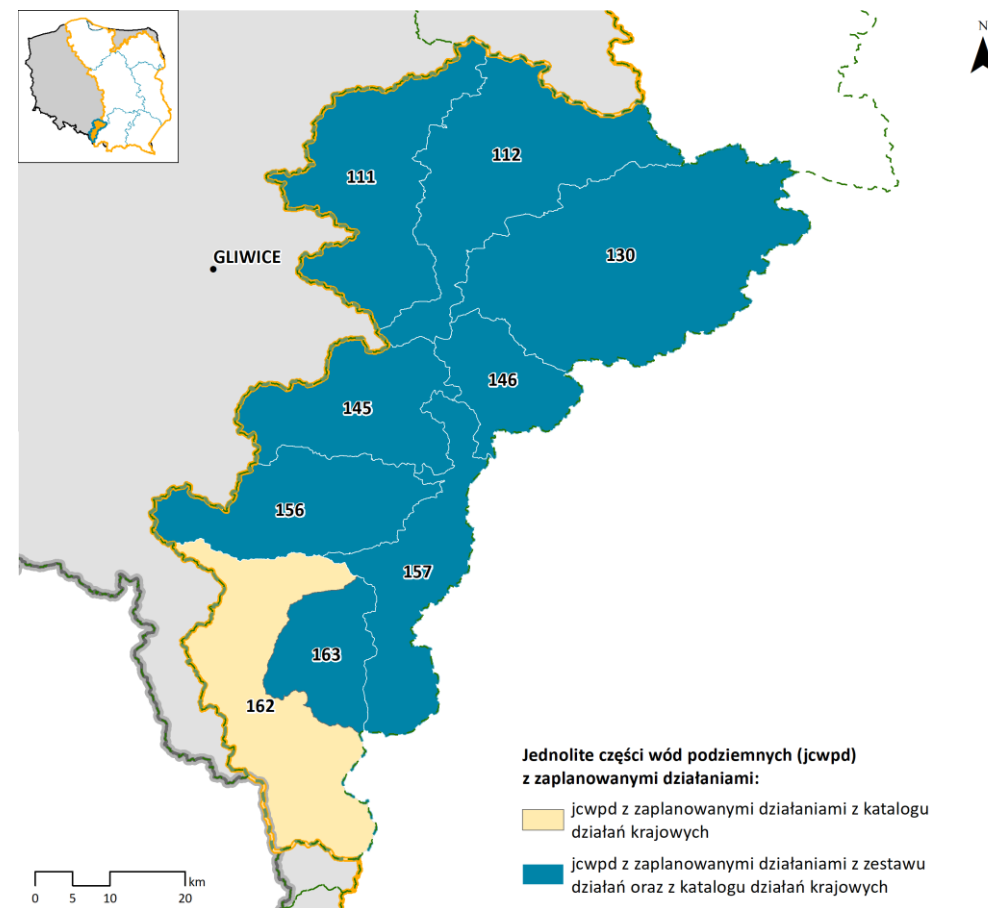 N
111
112
GLIWICE
130
146
145
156
157
163
162
Jednolite części wód podziemnych (jcwpd)
z zaplanowanymi działaniami:
jcwpd z zaplanowanymi działaniami z katalogu
działań krajowych
jcwpd z zaplanowanymi działaniami z zestawu
działań oraz z katalogu działań krajowych
km
0 5 10 20